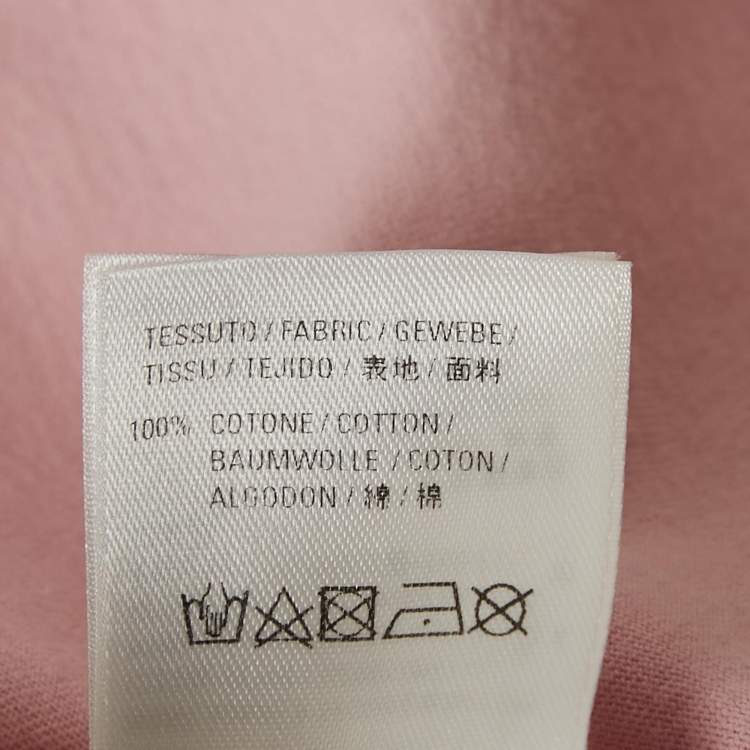 TESSUTO / FABRIC / GEWEBE /
TISSU / TEJIDO / 表地 / 面料
100% COTONE / COTTON /
BAUMWOLLE / COTON /
ALGODON / 綿 / 棉